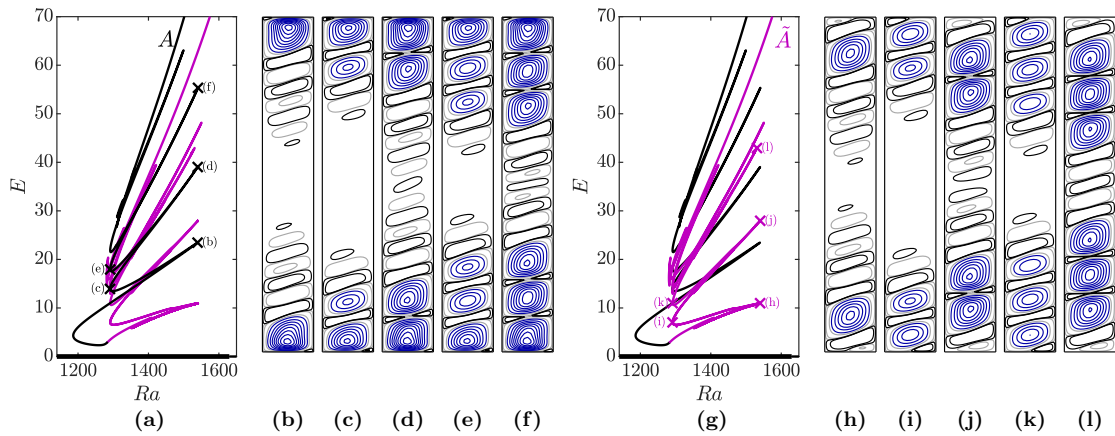 70
60
50
40
30
20
10
0
E
A
(f)
(d)
(b)
(e)
(c)
1200 1400 1600
Ra
(a) (b) (c) (d) (e) (f)
70
60
50
40
30
20
10
0
E
Ã
(l)
(j)
(k)
(h)
(i)
1200 1400 1600
Ra
(g) (h) (i) (j) (k) (l)